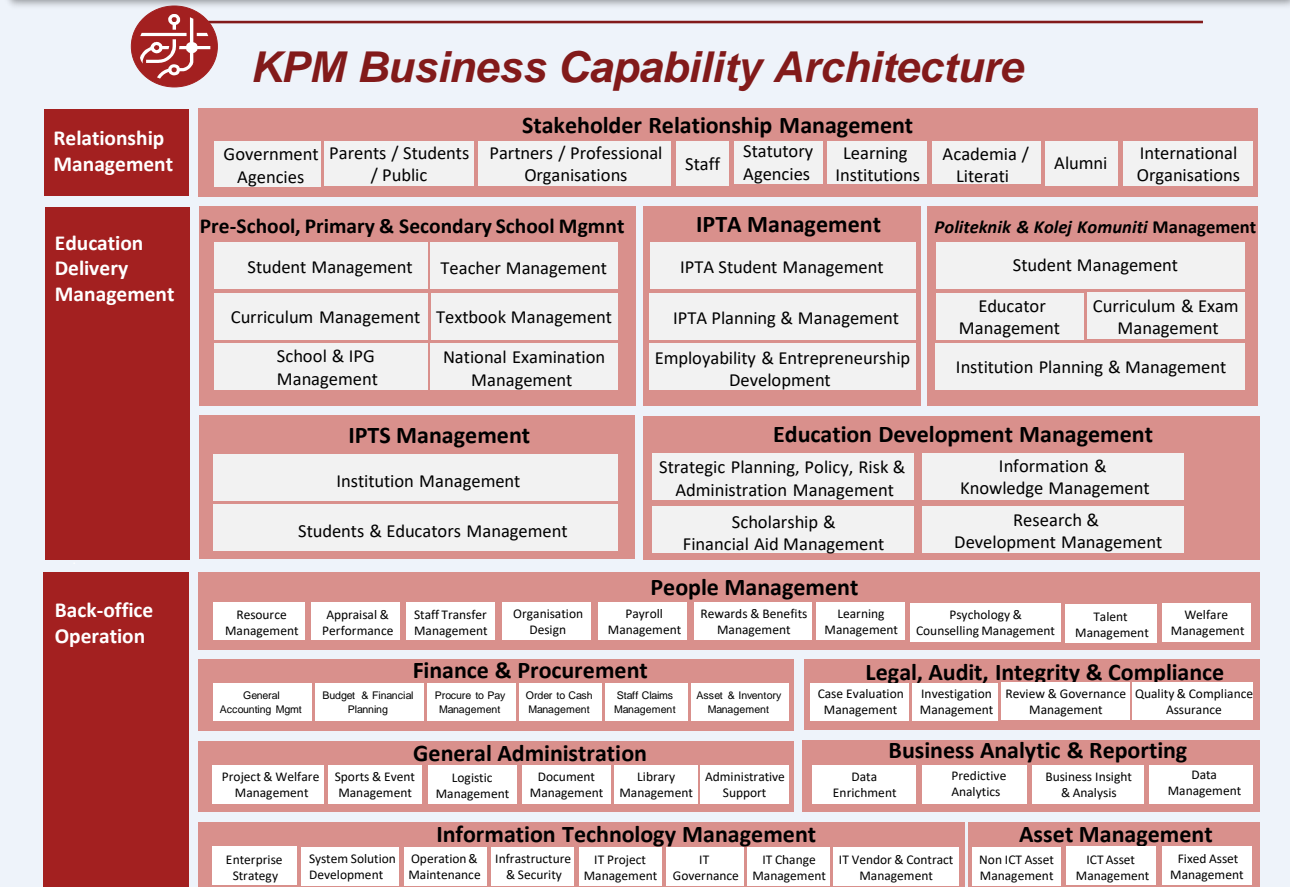 KPM Business Capability Architecture
Relationship
Management
Stakeholder Relationship Management
Government
Agencies
Parents / Students
/ Public
Partners / Professional
Organisations
Staff
Statutory
Agencies
Learning
Institutions
Academia /
Literati
Alumni
International
Organisations
Education
Delivery
Management
Pre-School, Primary & Secondary School Mgmnt
Student Management
Teacher Management
Curriculum Management
Textbook Management
School & IPG
Management
National Examination
Management
IPTA Management
IPTA Student Management
IPTA Planning & Management
Employability & Entrepreneurship
Development
Politeknik & Kolej Komuniti Management
Student Management
Educator
Management
Curriculum & Exam
Management
Institution Planning & Management
IPTS Management
Institution Management
Students & Educators Management
Education Development Management
Strategic Planning, Policy, Risk &
Administration Management
Information &
Knowledge Management
Scholarship &
Financial Aid Management
Research &
Development Management
Back-office
Operation
People Management
Resource
Management
Appraisal &
Performance
Staff Transfer
Management
Organisation
Design
Payroll
Management
Rewards & Benefits
Management
Learning
Management
Psychology &
Counselling Management
Talent
Management
Welfare
Management
Finance & Procurement
General
Accounting Mgmt
Budget & Financial
Planning
Procure to Pay
Management
Order to Cash
Management
Staff Claims
Management
Asset & Inventory
Management
Legal, Audit, Integrity & Compliance
Case Evaluation
Management
Investigation
Management
Review & Governance
Management
Quality & Compliance
Assurance
General Administration
Project & Welfare
Management
Sports & Event
Management
Logistic
Management
Document
Management
Library
Management
Administrative
Support
Business Analytic & Reporting
Data
Enrichment
Predictive
Analytics
Business Insight
& Analysis
Data
Management
Information Technology Management
Enterprise
Strategy
System Solution
Development
Operation &
Maintenance
Infrastructure
& Security
IT Project
Management
IT
Governance
IT Change
Management
IT Vendor & Contract
Management
Asset Management
Non ICT Asset
Management
ICT Asset
Management
Fixed Asset
Management